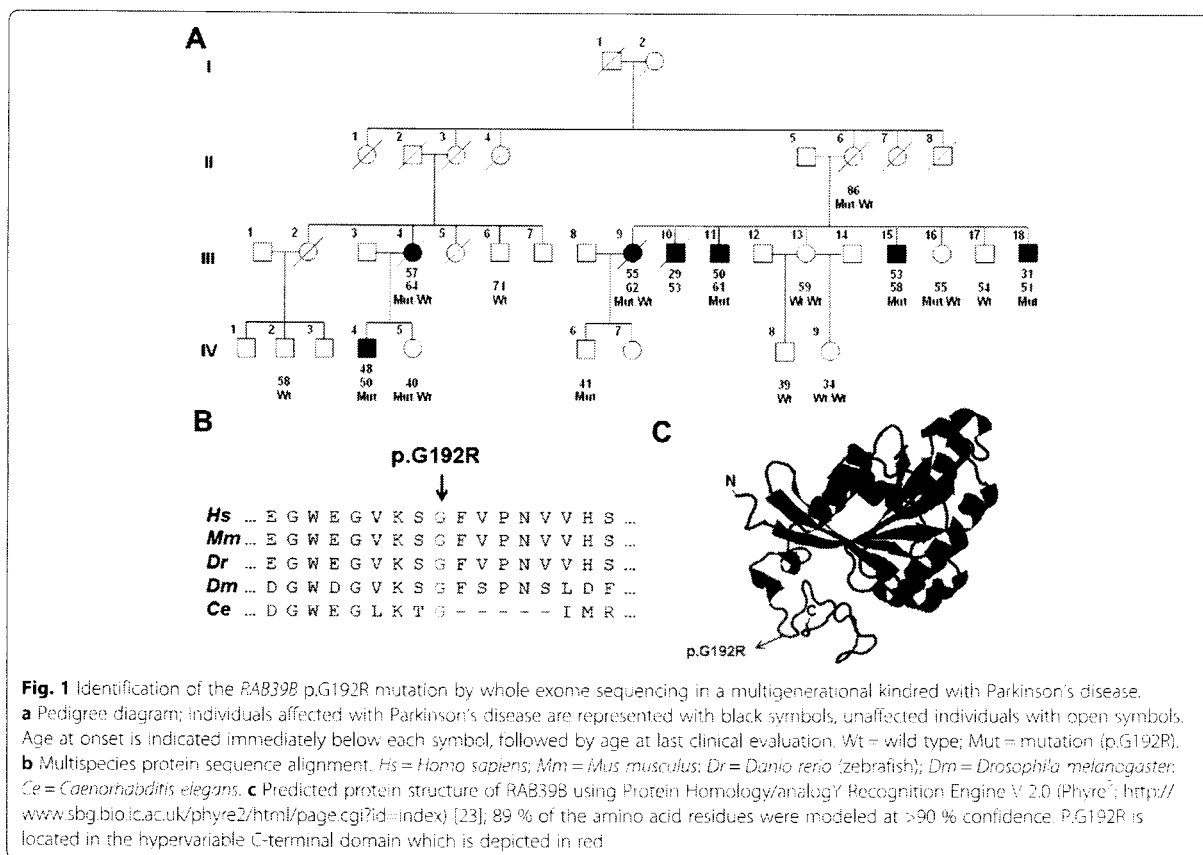 A
1 2
I
1 2 3 4 5 6 7 8
II
86
Mut Wt
1 2 3 4 5 6 7 8 9 10 11 12 13 14 15 16 17 18
III
57 55 29 50 53 31
64 71 62 53 61 59 58 55 54 51
Mut Wt Wt Mut Wt Mut Wt Wt Mut Mut Wt Wt Mut
1 2 3 4 5 6 7 8 9
IV
48
58 50 40 41 39 34
Wt Mut Mut Wt Mut Wt Wt Wt
B
p.G192R
Hs ... E G W E G V K S G F V P N V V H S ...
Mm ... E G W E G V K S G F V P N V V H S ...
Dr ... E G W E G V K S G F V P N V V H S ...
Dm ... D G W D G V K S G F S P N S L D F ...
Ce ... D G W E G L K T G - - - - - I M R ...
C
N
C
p.G192R
Fig. 1 Identification of the RAB39B p.G192R mutation by whole exome sequencing in a multigenerational kindred with Parkinson's disease.
a Pedigree diagram; individuals affected with Parkinson's disease are represented with black symbols, unaffected individuals with open symbols.
Age at onset is indicated immediately below each symbol, followed by age at last clinical evaluation. Wt = wild type; Mut = mutation (p.G192R).
b Multispecies protein sequence alignment. Hs = Homo sapiens; Mm = Mus musculus; Dr = Danio rerio (zebrafish); Dm = Drosophila melanogaster;
Ce = Caenorhabditis elegans. c Predicted protein structure of RAB39B using Protein Homology/analogY Recognition Engine V 2.0 (Phyre2; http://
www.sbg.bio.ic.ac.uk/phyre2/html/page.cgi?id=index) [23]; 89 % of the amino acid residues were modeled at >90 % confidence. P.G192R is
located in the hypervariable C-terminal domain which is depicted in red